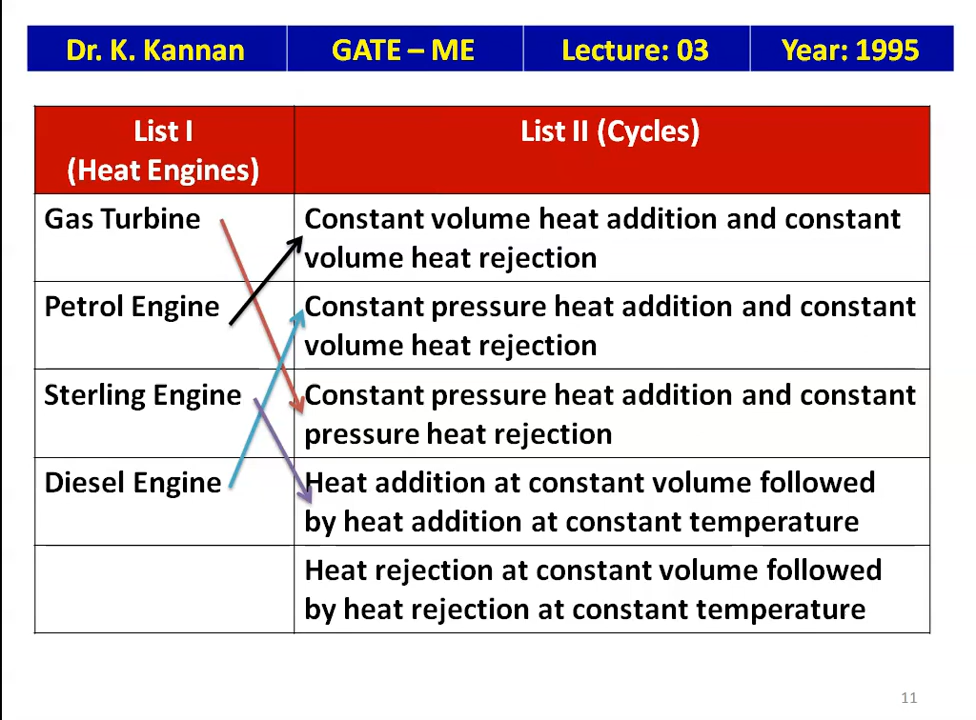 Dr. K. Kannan GATE – ME Lecture: 03 Year: 1995
List I List II (Cycles)
(Heat Engines)
Gas Turbine Constant volume heat addition and constant
volume heat rejection
Petrol Engine Constant pressure heat addition and constant
volume heat rejection
Sterling Engine Constant pressure heat addition and constant
pressure heat rejection
Diesel Engine Heat addition at constant volume followed
by heat addition at constant temperature
Heat rejection at constant volume followed
by heat rejection at constant temperature
11